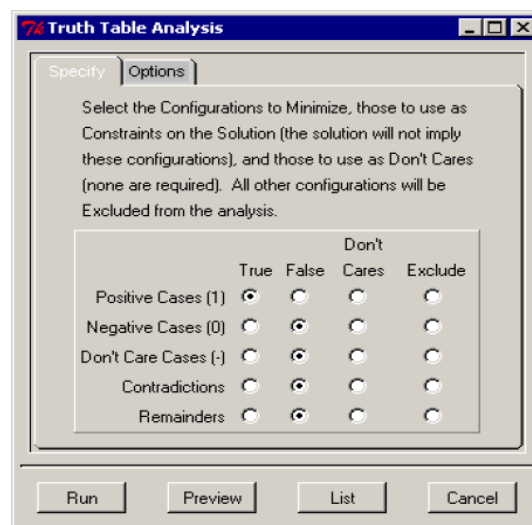 Truth Table Analysis
Specify Options
Select the Configurations to Minimize, those to use as
Constraints on the Solution (the solution will not imply
these configurations), and those to use as Don't Cares
(none are required). All other configurations will be
Excluded from the analysis.
Don't
True False Cares Exclude
Positive Cases (1)
Negative Cases (0)
Don't Care Cases (-)
Contradictions
Remainders
Run Preview List Cancel